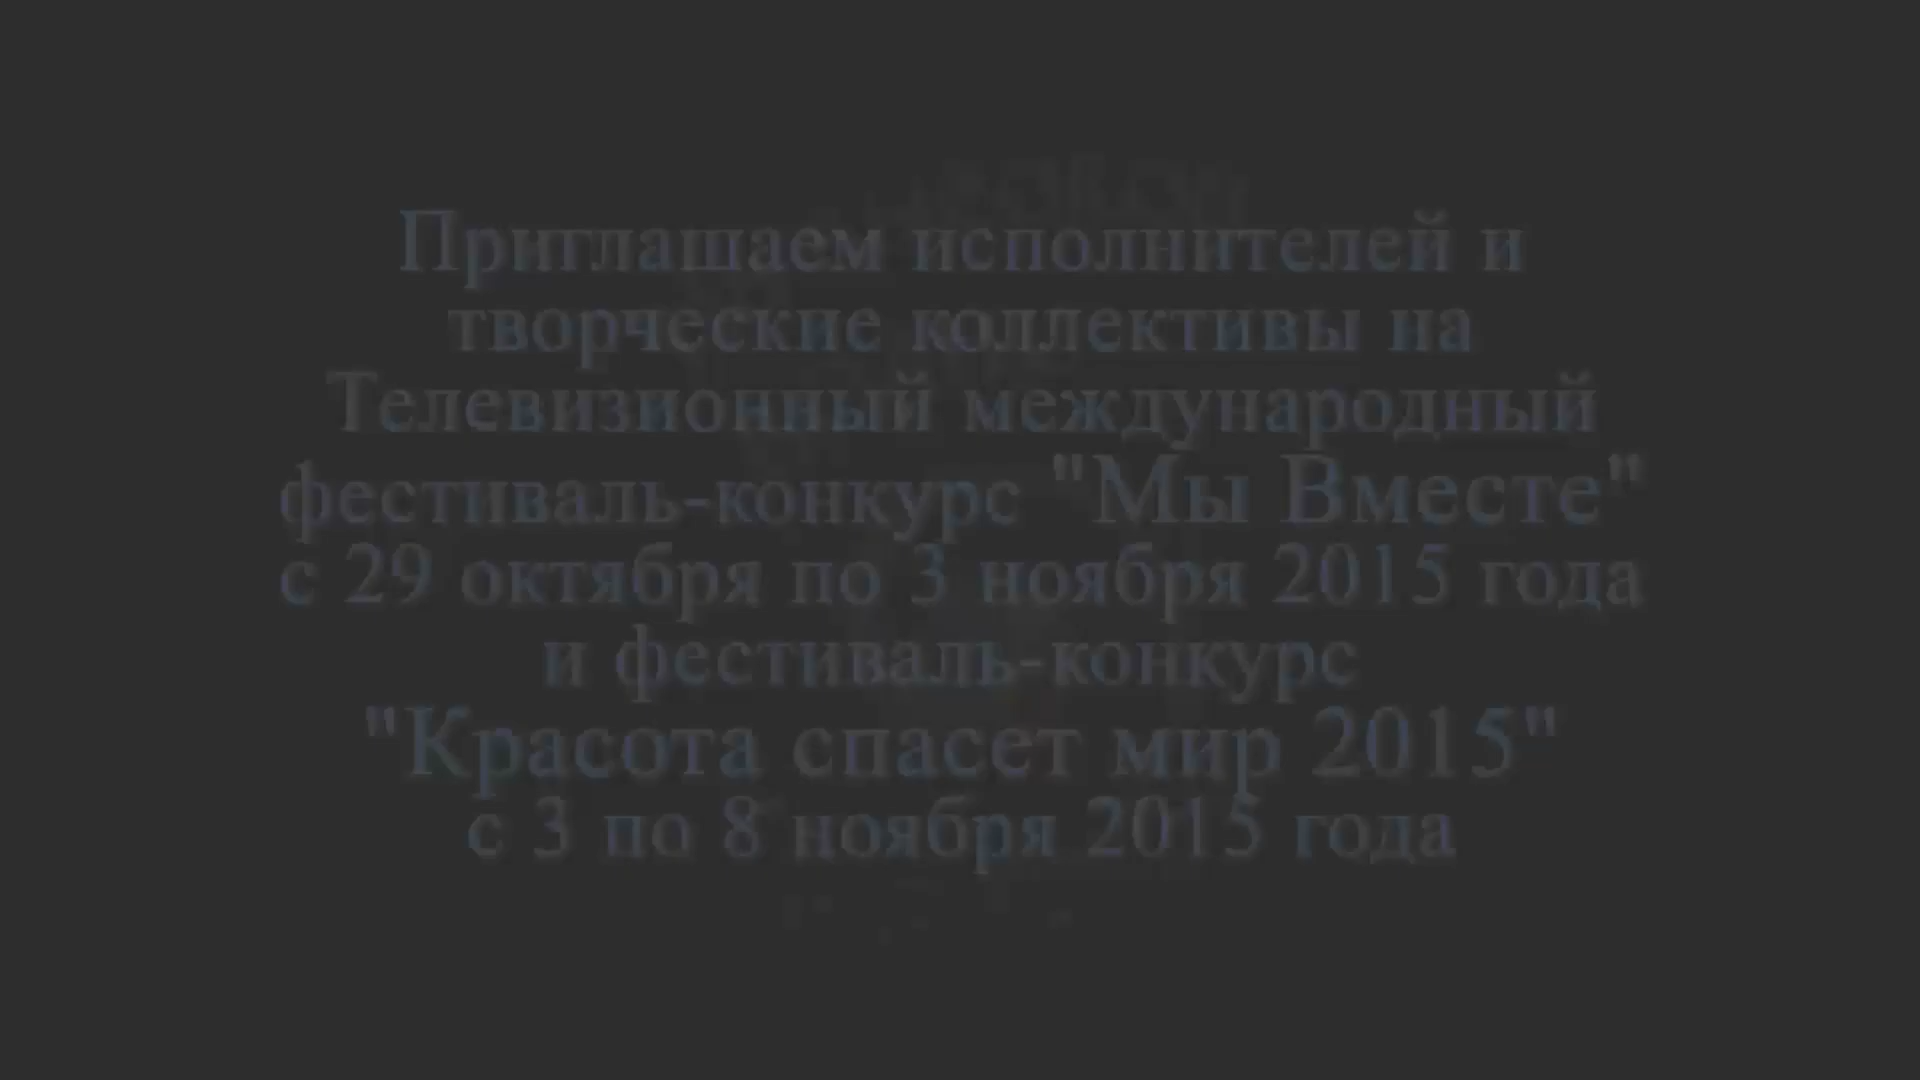 Приглашаем исполнителей и
творческие коллективы на
Телевизионный международный
фестиваль-конкурс "Мы Вместе"
с 29 октября по 3 ноября 2015 года
и фестиваль-конкурс
"Красота спасет мир 2015"
с 3 по 8 ноября 2015 года